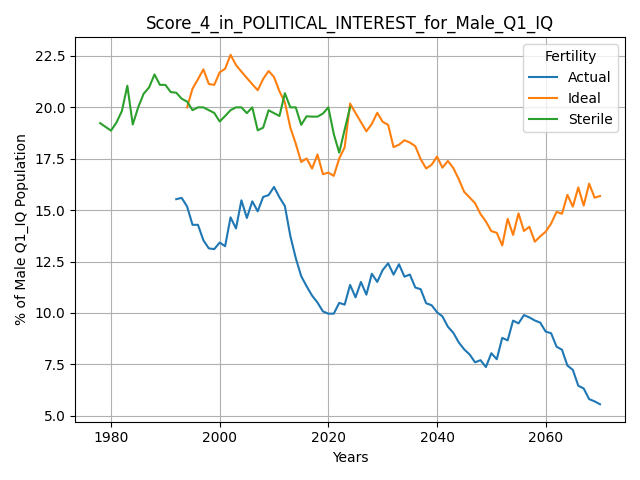 Score_4_in_POLITICAL_INTEREST_for_Male_Q1_IQ
22.5
20.0
17.5
15.0
12.5
10.0
7.5
5.0
% of Male Q1_IQ Population
Fertility
Actual
Ideal
Sterile
1980
2000
2020
2040
2060
Years